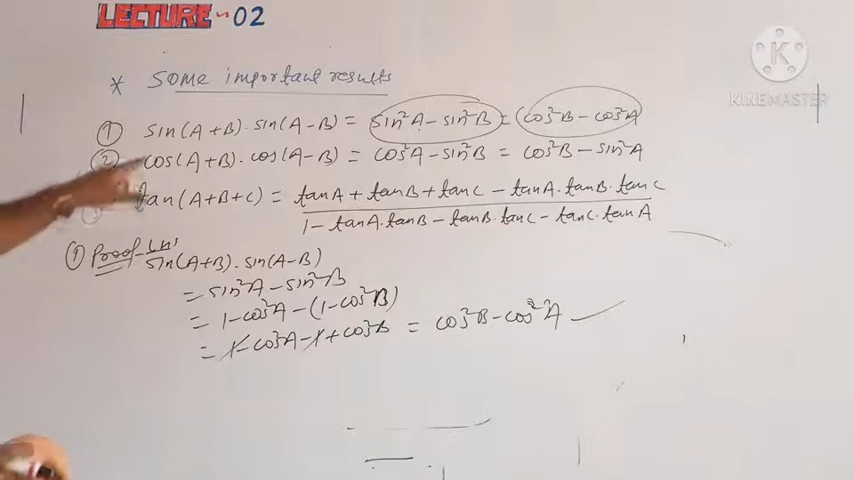 LECTURE - 02
K
KINEMASTER
* Some important results
① sin(A+B).sin(A-B) = sin²A - sin²B = cos²B - cos²A
② cos(A+B).cos(A-B) = cos²A - sin²B = cos²B - sin²A
③ tan(A+B+C) = tanA + tanB + tanC - tanA.tanB.tanC / 1 - tanA.tanB - tanB.tanC - tanC.tanA
① Proof -
sin(A+B).sin(A-B)
= sin²A - sin²B
= 1 - cos²A - (1 - cos²B)
= 1 - cos²A - 1 + cos²B = cos²B - cos²A